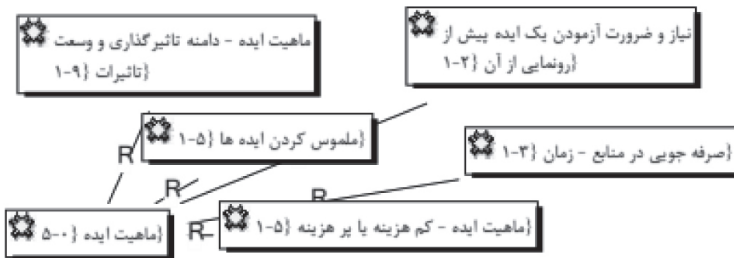 ماهیت ایده - دامنه تاثیرگذاری و وسعت
تاثیرات {۹-۱}
نیاز و ضرورت آزمودن یک ایده پیش از
رونمایی از آن {۲-۱}
ملموس کردن ایده ها {۵-۱}
صرفه جویی در منابع - زمان {۳-۱}
ماهیت ایده - کم هزینه یا پر هزینه {۵-۱}
ماهیت ایده {۰-۵}
R
R
R
R